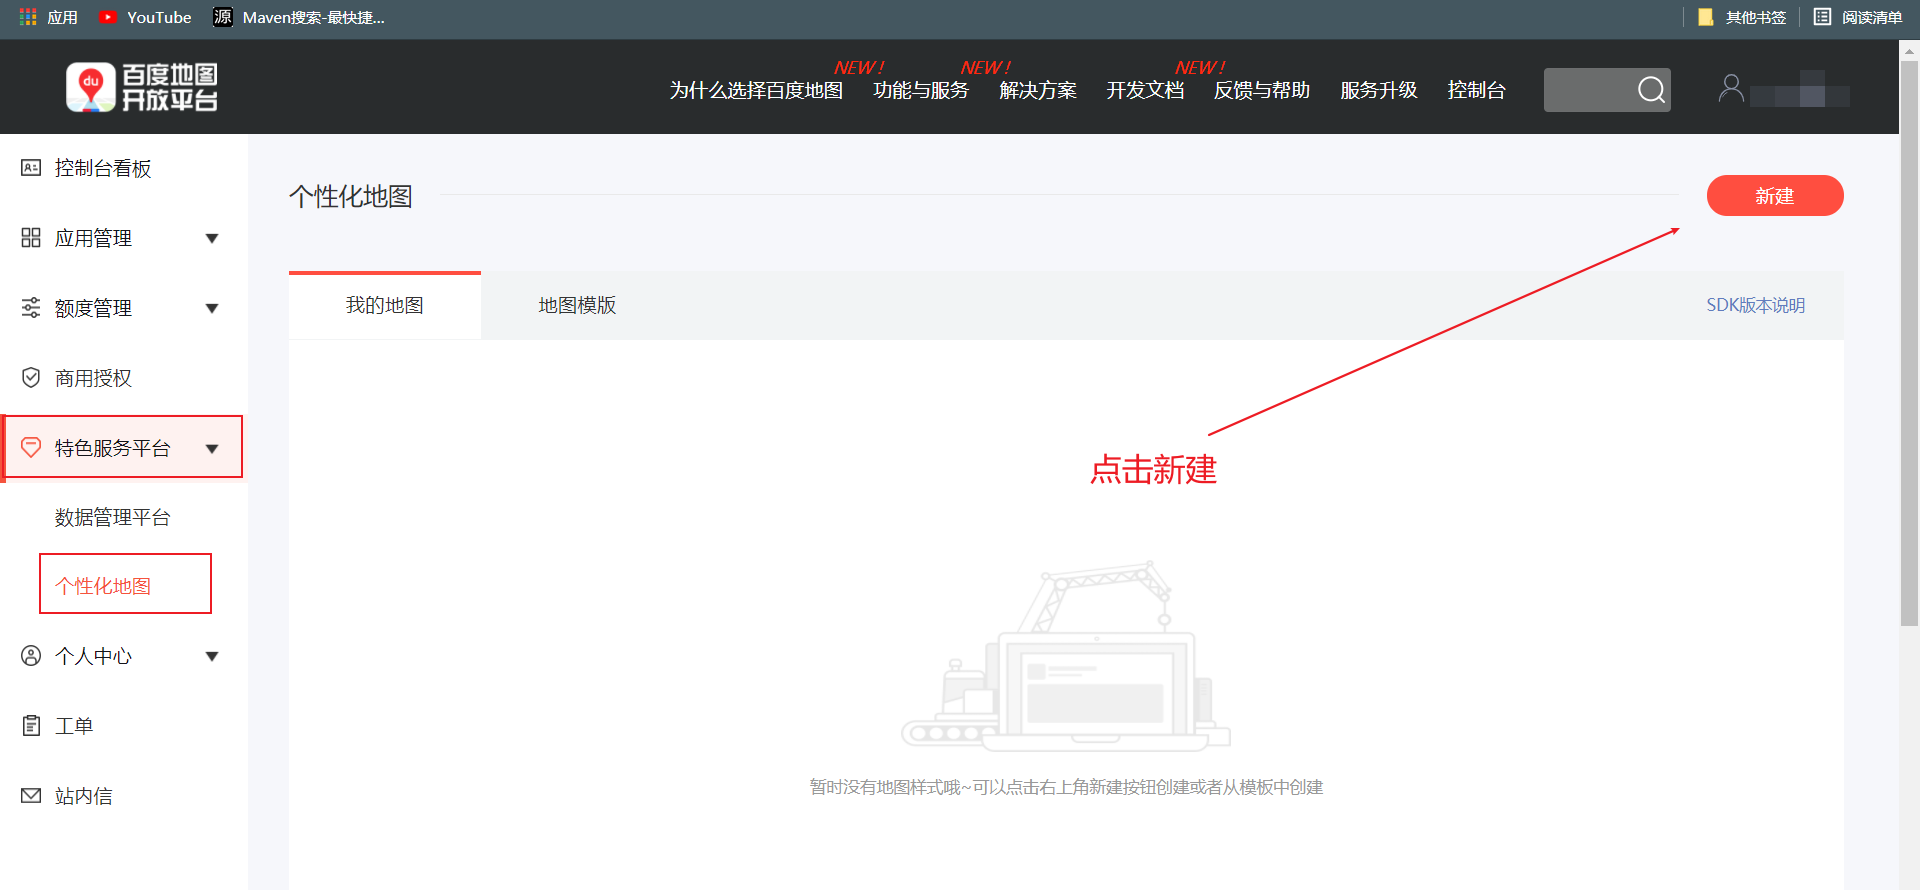 应用 YouTube 源 Maven搜索-最快捷... 其他书签 阅读清单
du 百度地图
开放平台
NEW! NEW! NEW!
为什么选择百度地图 功能与服务 解决方案 开发文档 反馈与帮助 服务升级 控制台
控制台看板
应用管理
额度管理
商用授权
特色服务平台
数据管理平台
个性化地图
个人中心
工单
站内信
个性化地图 新建
我的地图 地图模版 SDK版本说明
点击新建
暂时没有地图样式哦~可以点击右上角新建按钮创建或者从模板中创建